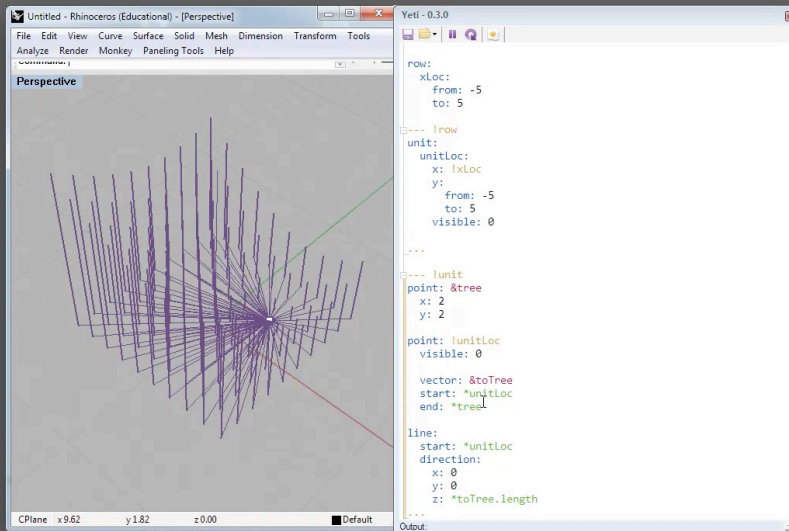 Untitled - Rhinoceros (Educational) - [Perspective]
File Edit View Curve Surface Solid Mesh Dimension Transform Tools
Analyze Render Monkey Paneling Tools Help
Command:
Perspective
CPlane x 9.62 y 1.82 z 0.00 Default
Yeti - 0.3.0
row:
xLoc:
from: -5
to: 5
--- !row
unit:
unitLoc:
x: !xLoc
y:
from: -5
to: 5
visible: 0
...
--- !unit
point: &tree
x: 2
y: 2
point: !unitLoc
visible: 0
vector: &toTree
start: *unitLoc
end: *tree
line:
start: *unitLoc
direction:
x: 0
y: 0
z: *toTree.length
...
Output: